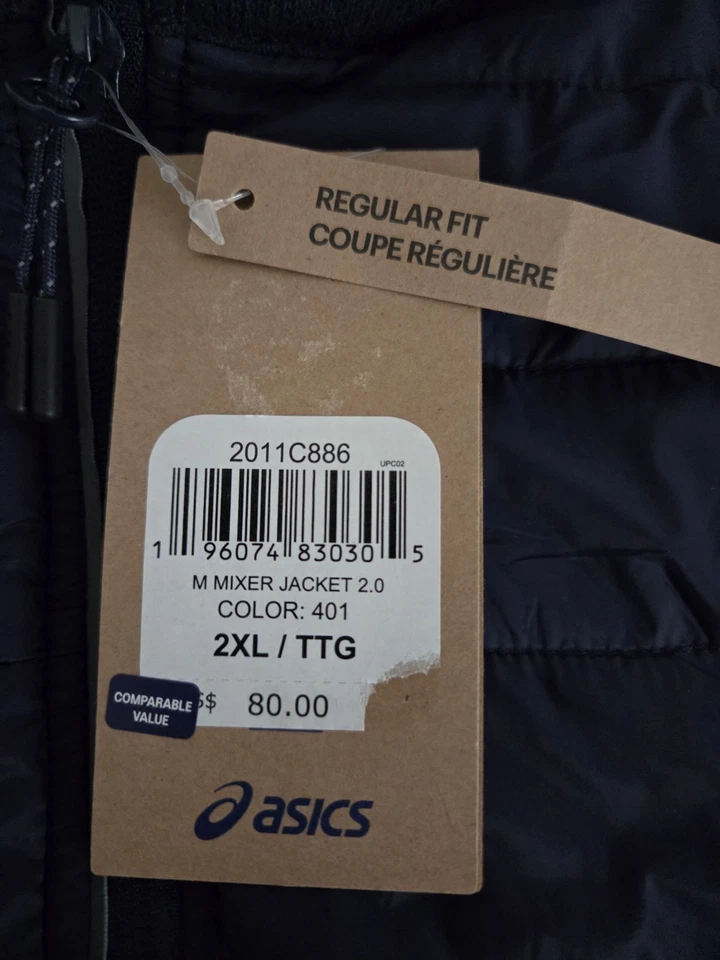 REGULAR FIT
COUPE RÉGULIÈRE
2011C886
UPC02
1 96074 83030 5
M MIXER JACKET 2.0
COLOR: 401
2XL / TTG
COMPARABLE
VALUE
$ 80.00
asics